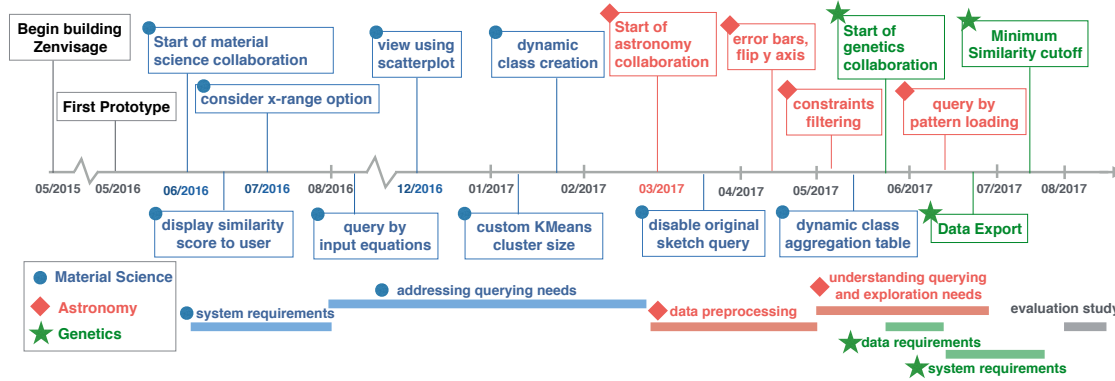 Begin building
Zenvisage
First Prototype
Start of material
science collaboration
consider x-range option
view using
scatterplot
dynamic
class creation
Start of
astronomy
collaboration
error bars,
flip y axis
constraints
filtering
Start of
genetics
collaboration
query by
pattern loading
Minimum
Similarity cutoff
05/2015
05/2016
06/2016
07/2016
08/2016
12/2016
01/2017
02/2017
03/2017
04/2017
05/2017
06/2017
07/2017
08/2017
display similarity
score to user
query by
input equations
custom KMeans
cluster size
disable original
sketch query
dynamic class
aggregation table
Data Export
Material Science
Astronomy
Genetics
system requirements
addressing querying needs
data preprocessing
understanding querying
and exploration needs
data requirements
system requirements
evaluation study